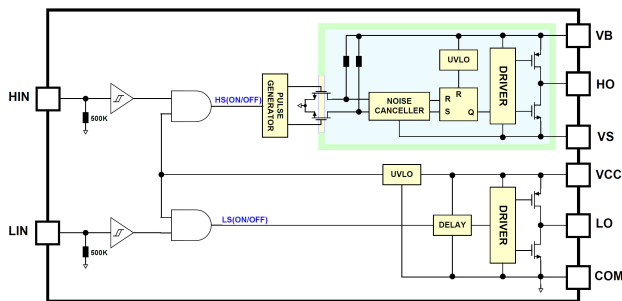 VB
UVLO
HO
HIN
HS(ON/OFF)
PULSE
GENERATOR
500K
NOISE
CANCELLER
R
R
S
Q
DRIVER
VS
VCC
UVLO
LIN
LS(ON/OFF)
DELAY
DRIVER
LO
500K
COM